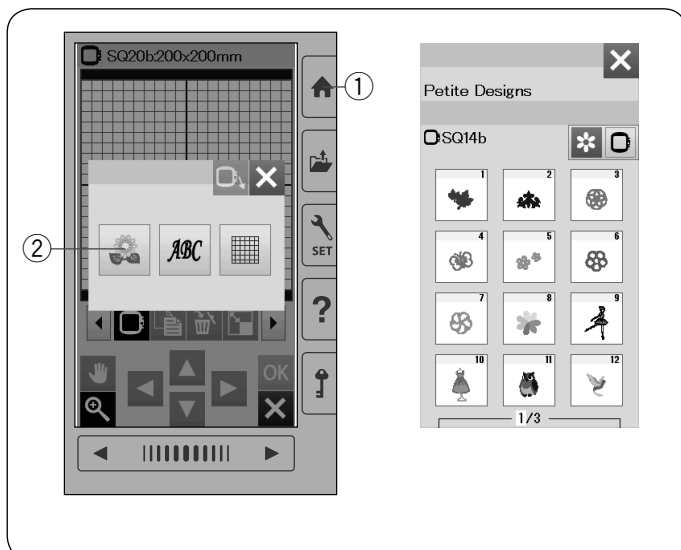 SQ20b:200x200mm
1
2
ABC
SET
?
OK
Petite Designs
SQ14b
1 2 3
4 5 6
7 8 9
10 11 12
1/3